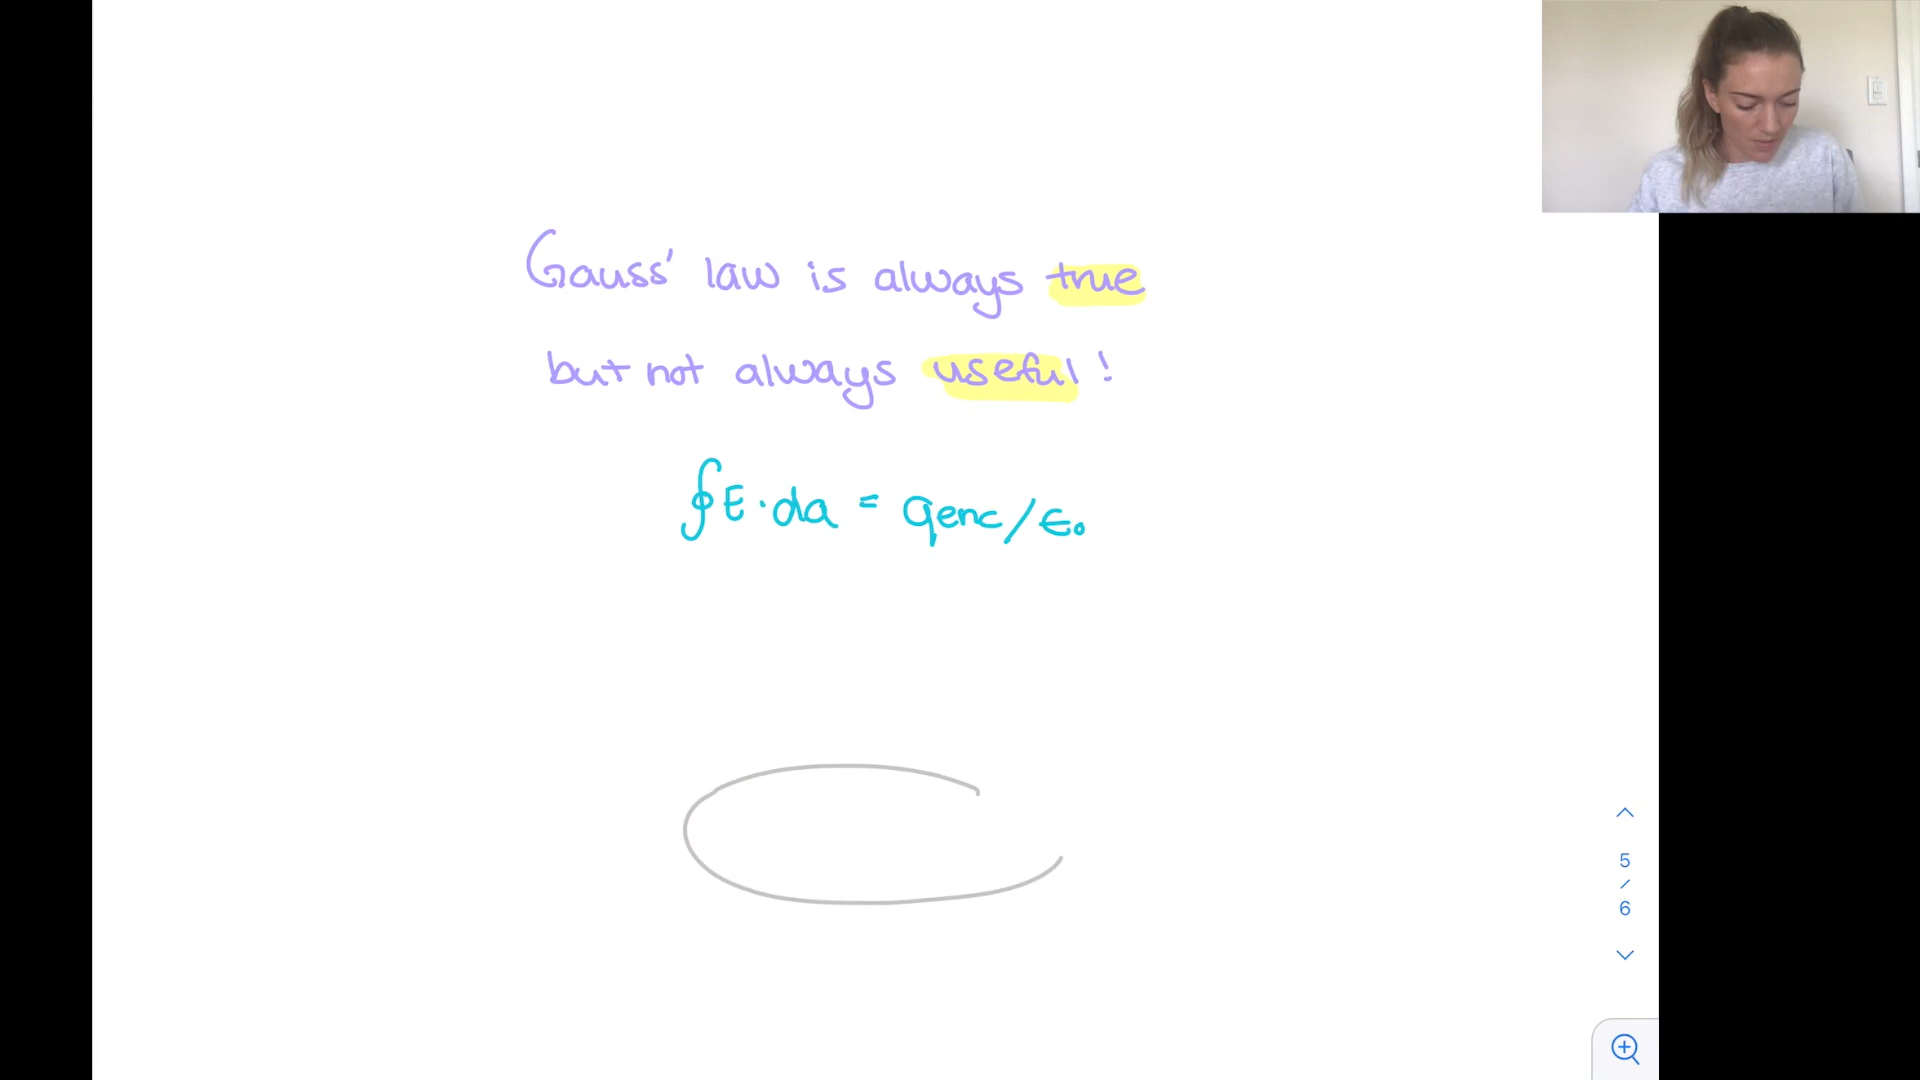 Gauss' law is always true
but not always useful!
∮E·da = qenc/ε₀
5
/
6